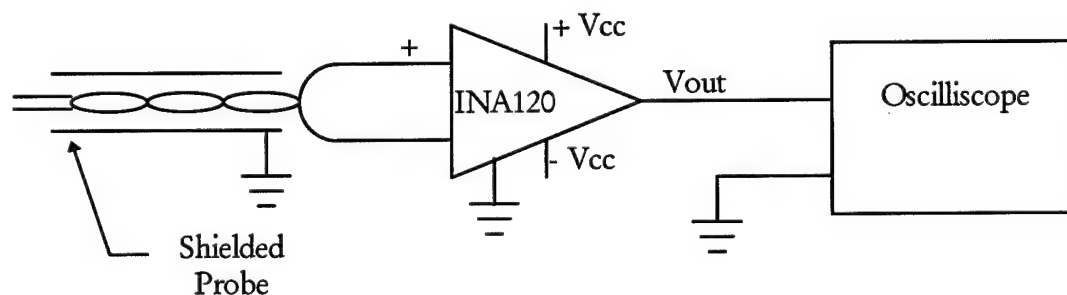 + Vcc
+
Vout
INA120
Oscilliscope
- Vcc
Shielded
Probe